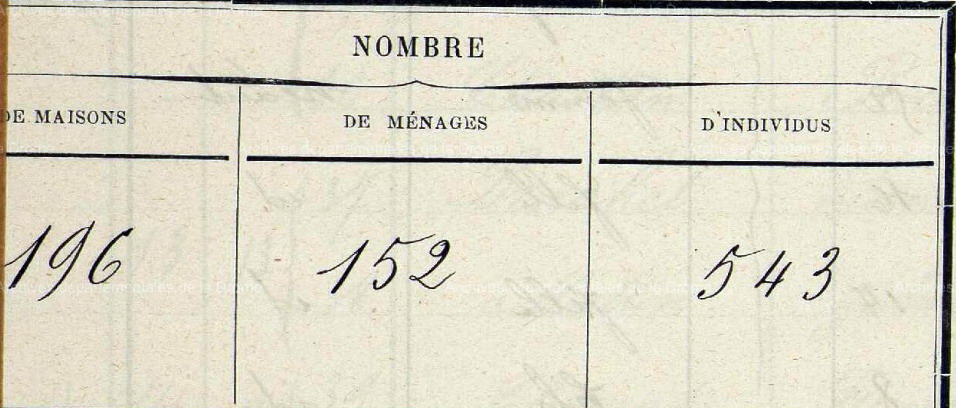 NOMBRE
DE MAISONS DE MÉNAGES D'INDIVIDUS
196 152 543